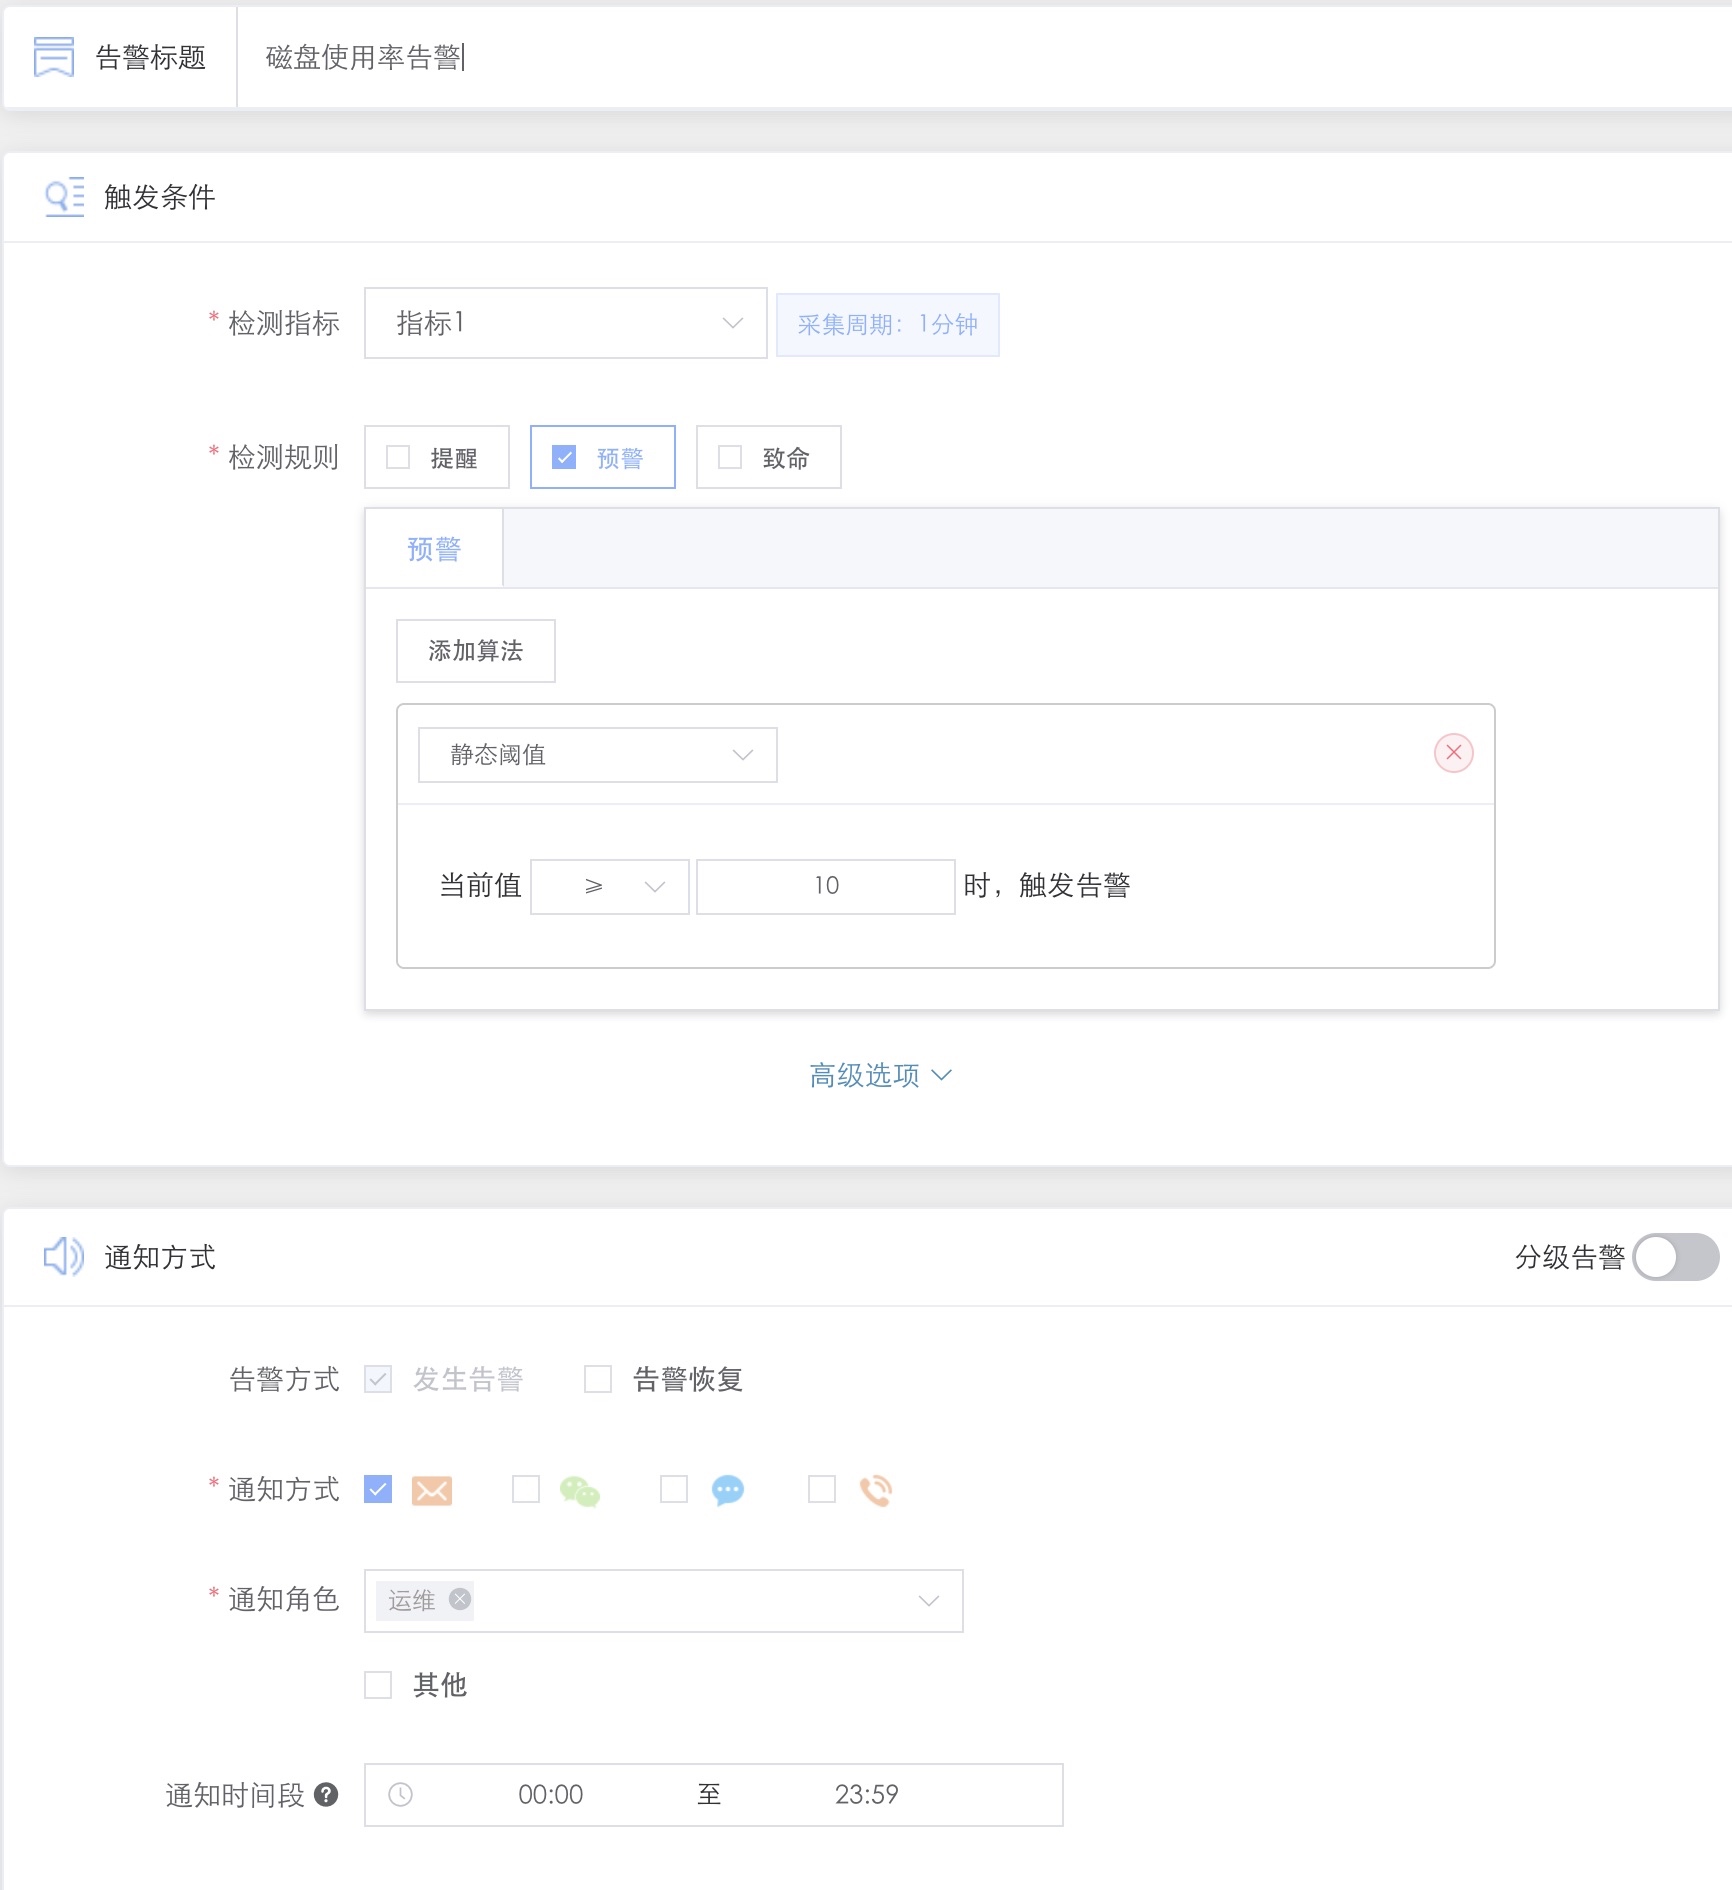 告警标题 磁盘使用率告警
触发条件
* 检测指标 指标1 采集周期：1分钟
* 检测规则 提醒 预警 致命
预警
添加算法
静态阈值
当前值 ≥ 10 时，触发告警
高级选项
通知方式 分级告警
告警方式 发生告警 告警恢复
* 通知方式
* 通知角色 运维
其他
通知时间段 ? 00:00 至 23:59